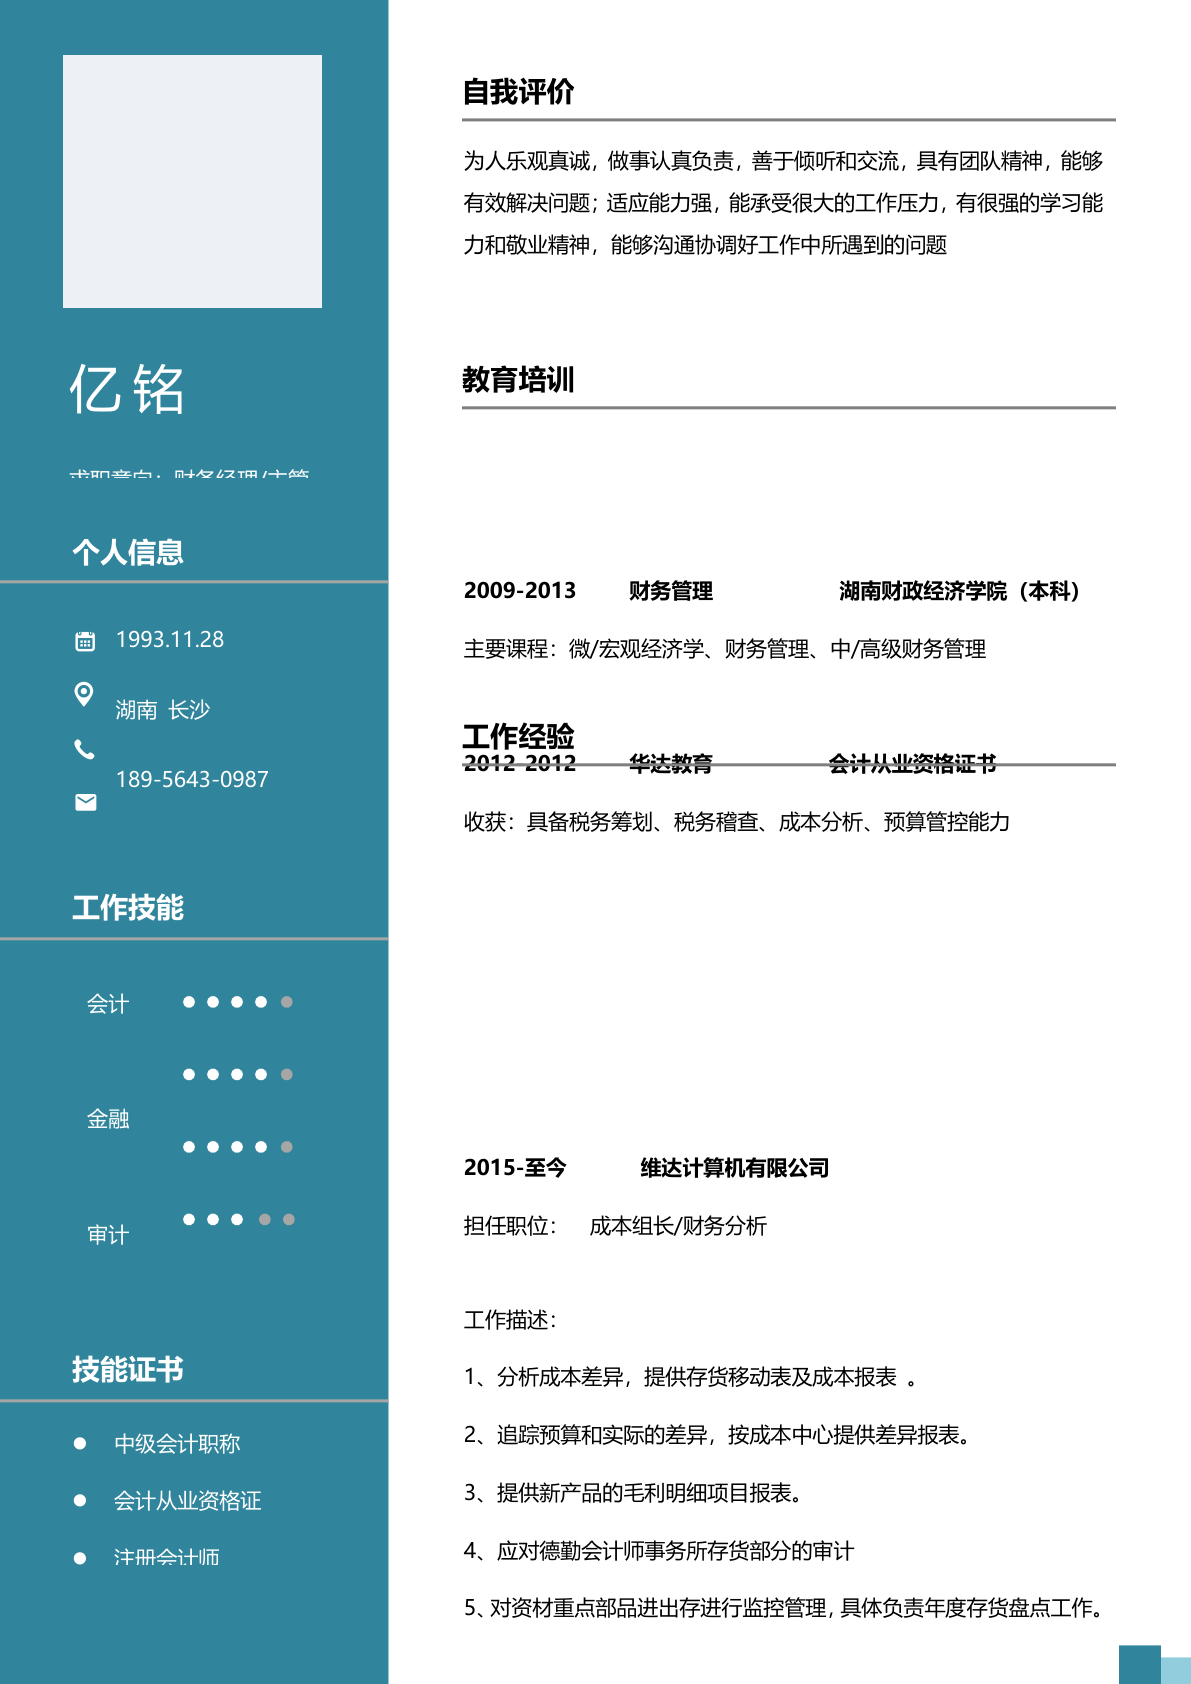 亿铭
求职意向：财务经理/主管
个人信息
1993.11.28
湖南 长沙
189-5643-0987
工作技能
会计
金融
审计
技能证书
中级会计职称
会计从业资格证
注册会计师
自我评价
为人乐观真诚，做事认真负责，善于倾听和交流，具有团队精神，能够
有效解决问题；适应能力强，能承受很大的工作压力，有很强的学习能
力和敬业精神，能够沟通协调好工作中所遇到的问题
教育培训
2009-2013 财务管理 湖南财政经济学院（本科）
主要课程：微/宏观经济学、财务管理、中/高级财务管理
工作经验
2012-2012 华达教育 会计从业资格证书
收获：具备税务筹划、税务稽查、成本分析、预算管控能力
2015-至今 维达计算机有限公司
担任职位： 成本组长/财务分析
工作描述：
1、分析成本差异，提供存货移动表及成本报表 。
2、追踪预算和实际的差异，按成本中心提供差异报表。
3、提供新产品的毛利明细项目报表。
4、应对德勤会计师事务所存货部分的审计
5、对资材重点部品进出存进行监控管理，具体负责年度存货盘点工作。